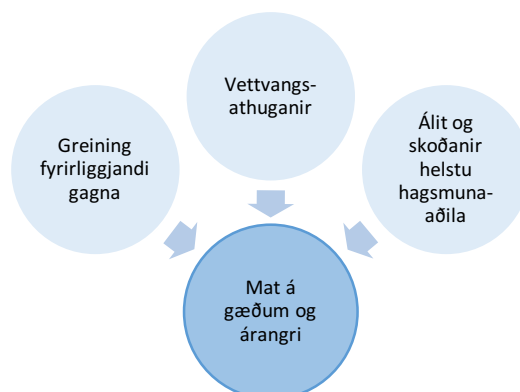 Vettvangs-
athuganir
Greining
fyrirliggjandi
gagna
Álit og
skoðanir
helstu
hagsmuna-
aðila
Mat á
gæðum og
árangri